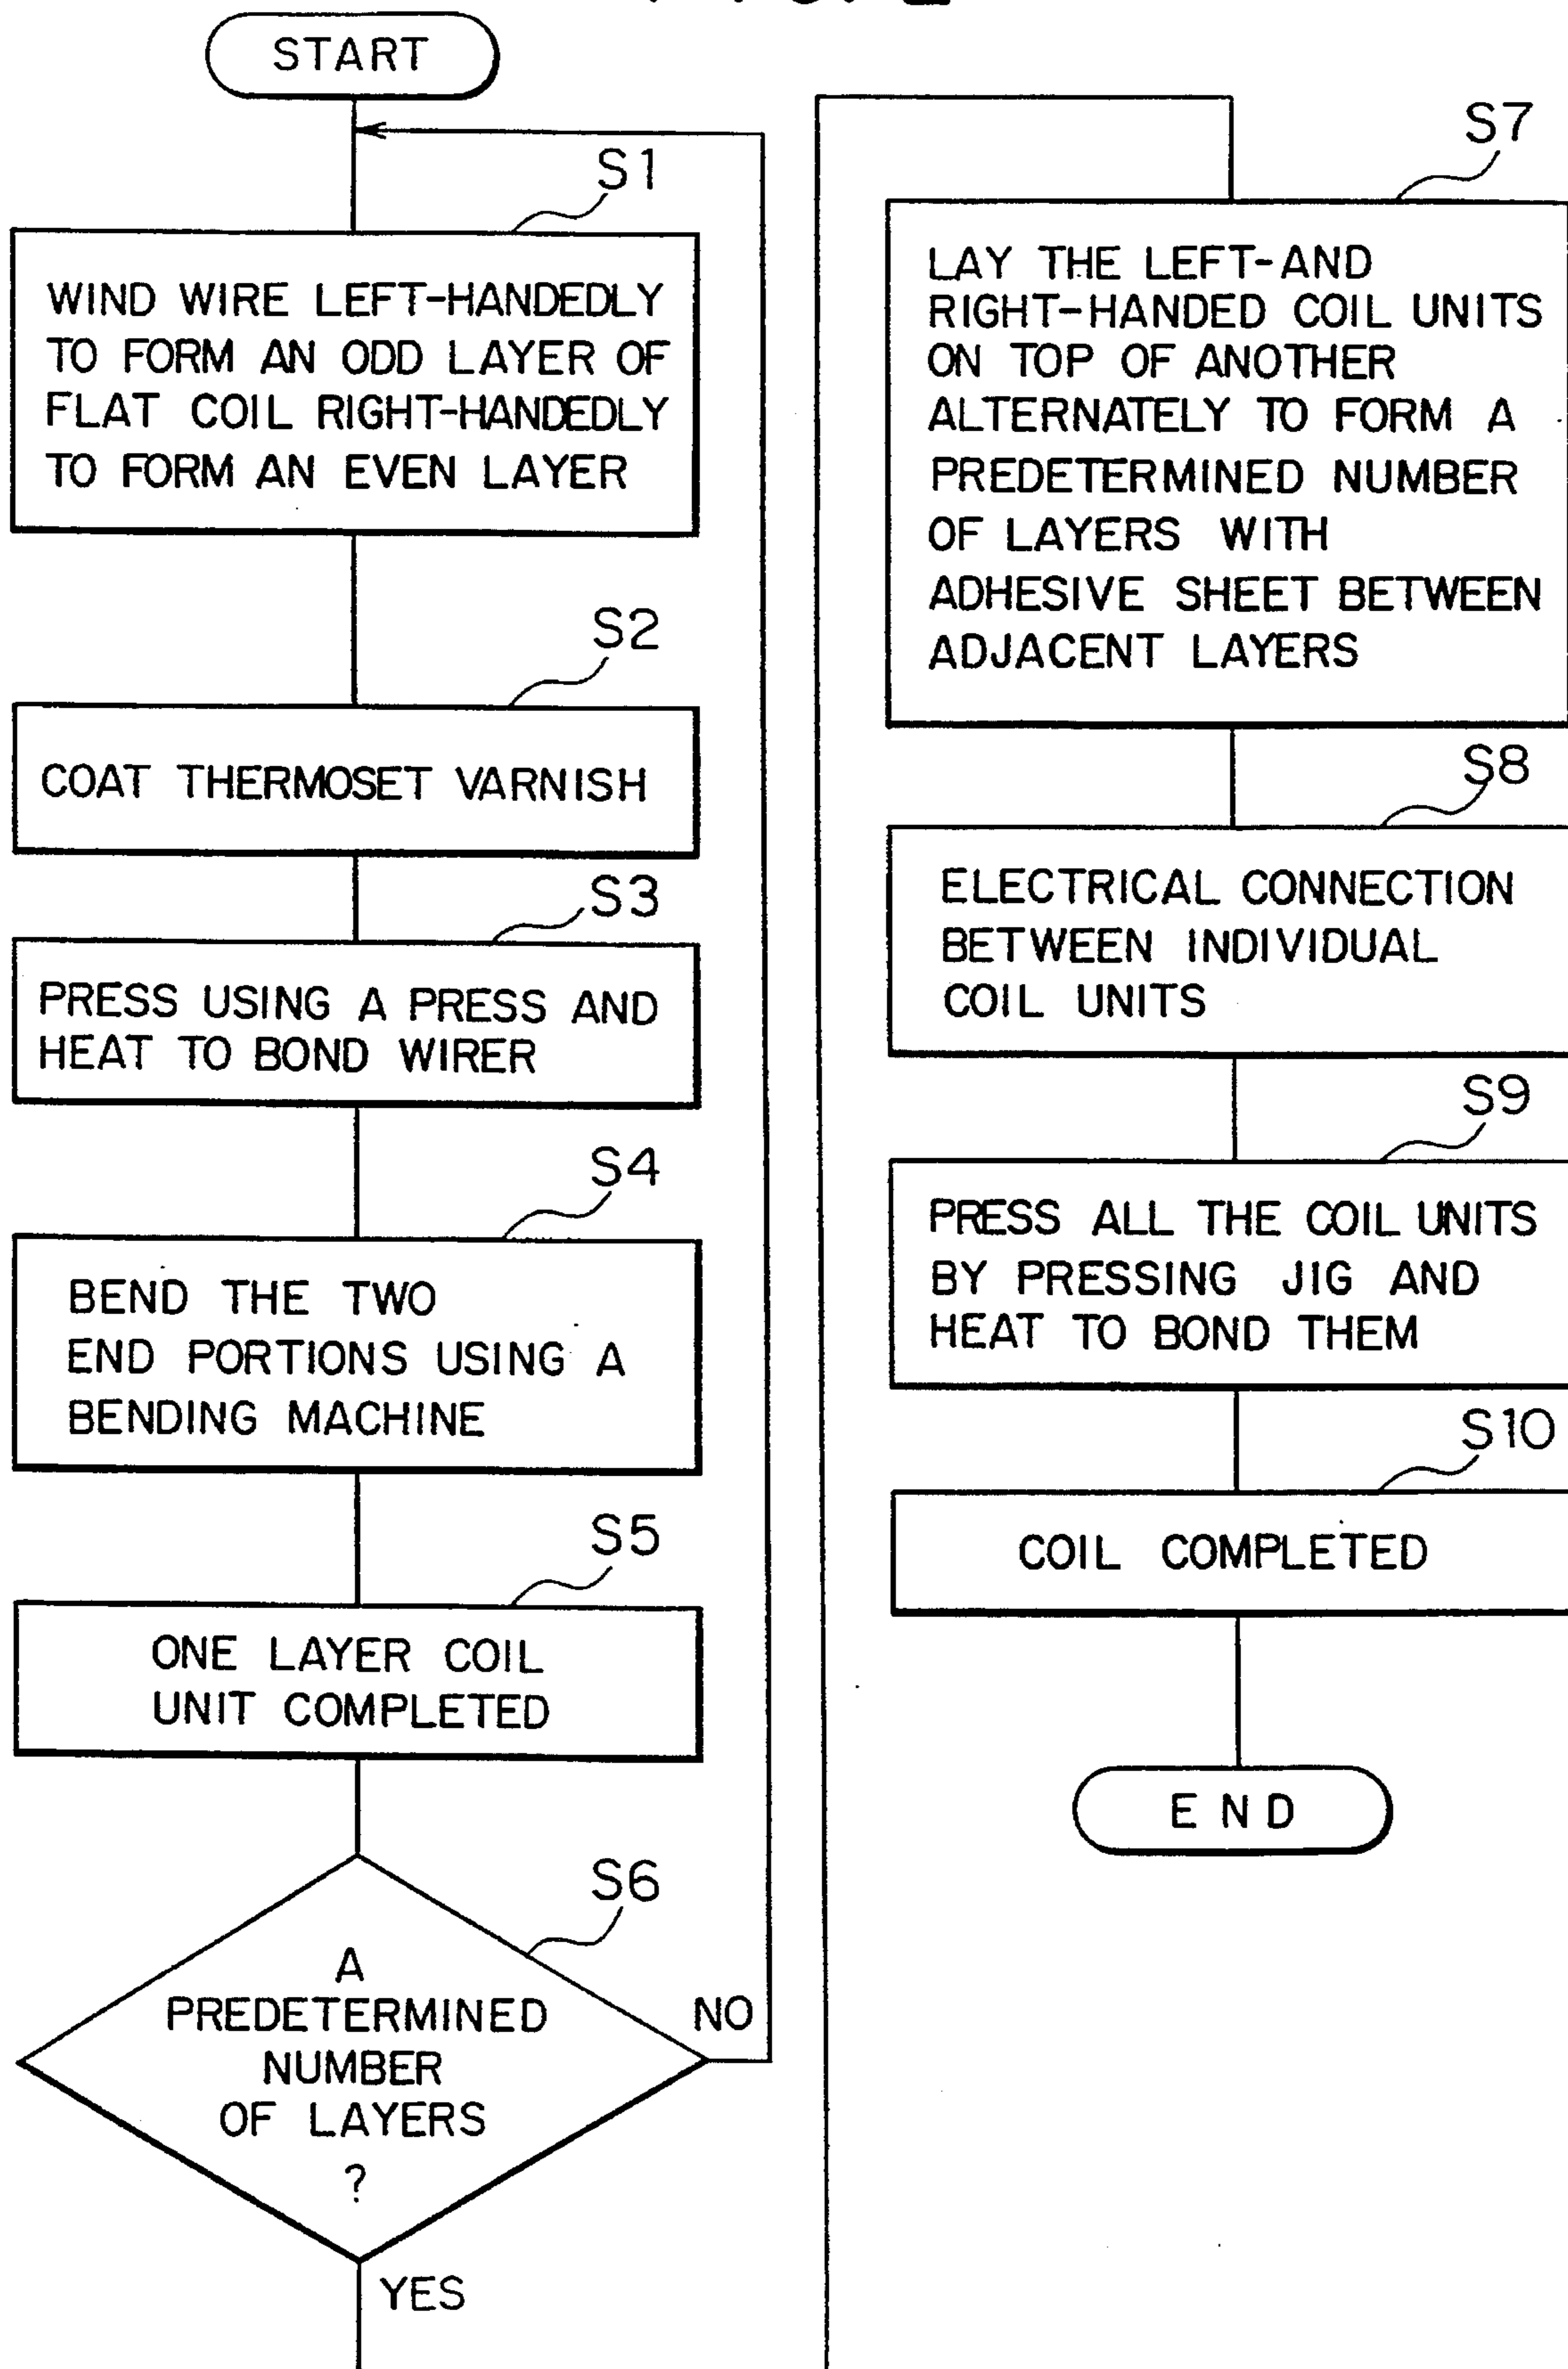 START
S1
WIND WIRE LEFT-HANDEDLY
TO FORM AN ODD LAYER OF
FLAT COIL RIGHT-HANDEDLY
TO FORM AN EVEN LAYER
S2
COAT THERMOSET VARNISH
S3
PRESS USING A PRESS AND
HEAT TO BOND WIRER
S4
BEND THE TWO
END PORTIONS USING A
BENDING MACHINE
S5
ONE LAYER COIL
UNIT COMPLETED
S6
A
PREDETERMINED
NUMBER
OF LAYERS
?
NO
YES
S7
LAY THE LEFT-AND
RIGHT-HANDED COIL UNITS
ON TOP OF ANOTHER
ALTERNATELY TO FORM A
PREDETERMINED NUMBER
OF LAYERS WITH
ADHESIVE SHEET BETWEEN
ADJACENT LAYERS
S8
ELECTRICAL CONNECTION
BETWEEN INDIVIDUAL
COIL UNITS
S9
PRESS ALL THE COIL UNITS
BY PRESSING JIG AND
HEAT TO BOND THEM
S10
COIL COMPLETED
END